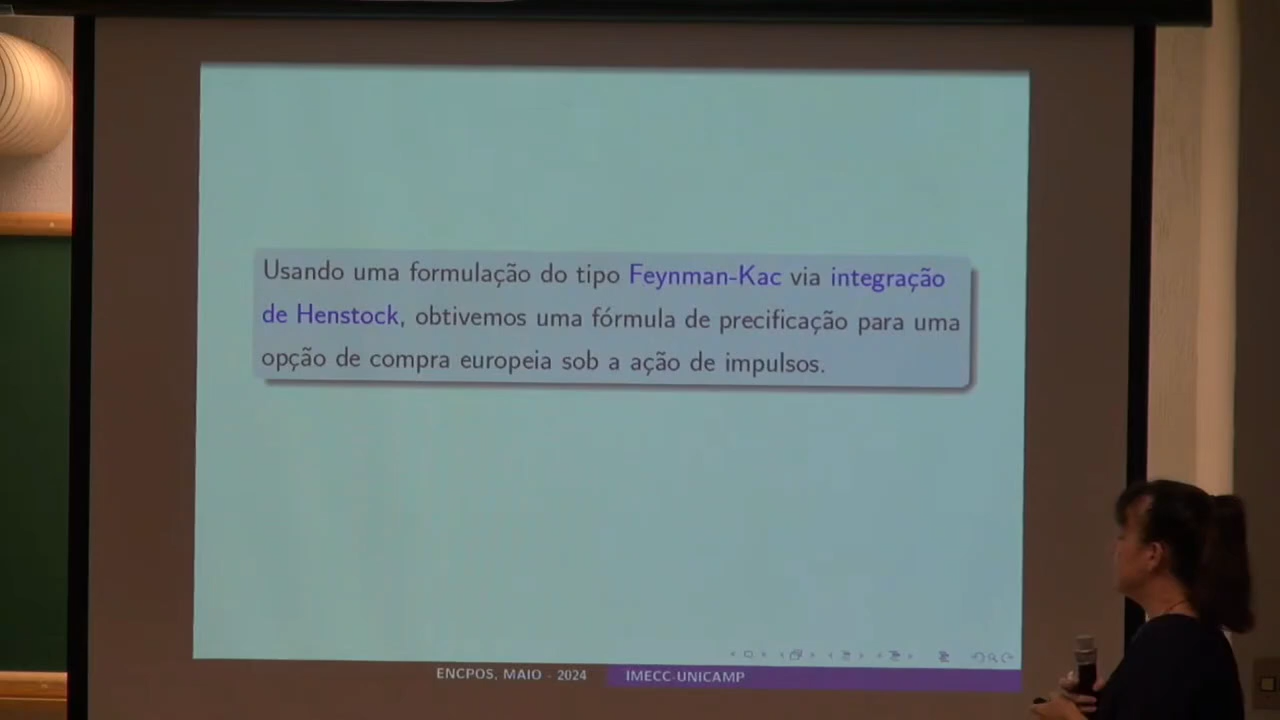 Usando uma formulação do tipo Feynman-Kac via integração
de Henstock, obtivemos uma fórmula de precificação para uma
opção de compra europeia sob a ação de impulsos.
ENCPOS, MAIO - 2024 IMECC-UNICAMP